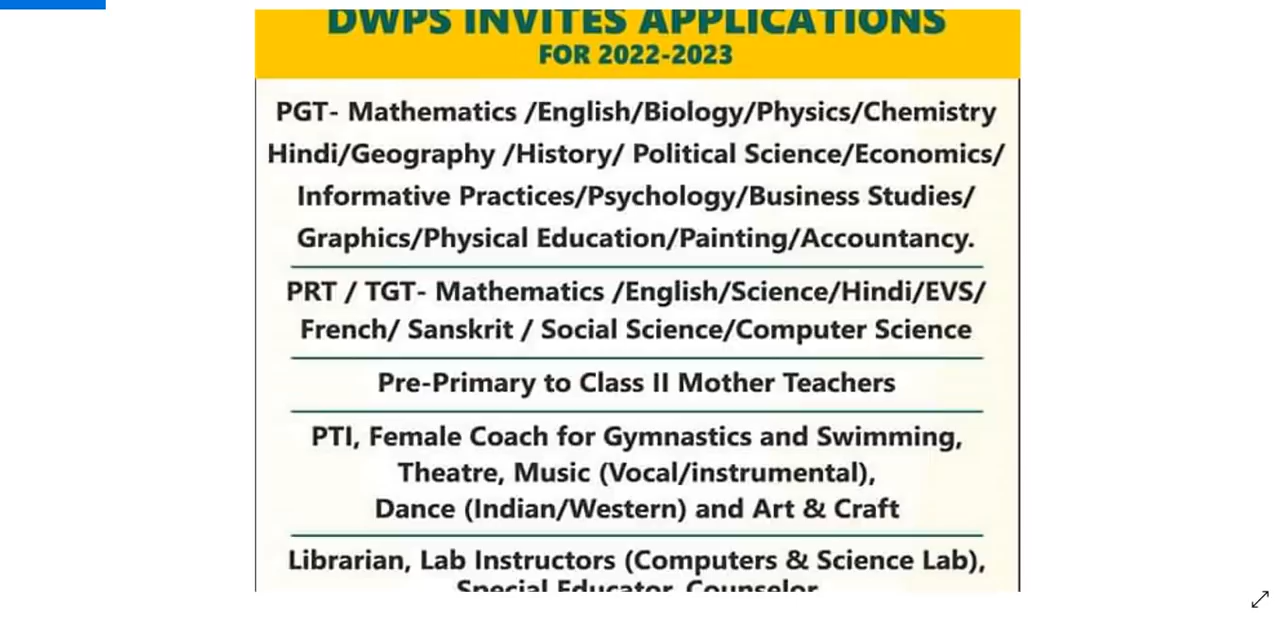 DWPS INVITES APPLICATIONS
FOR 2022-2023
PGT- Mathematics /English/Biology/Physics/Chemistry
Hindi/Geography /History/ Political Science/Economics/
Informative Practices/Psychology/Business Studies/
Graphics/Physical Education/Painting/Accountancy.
PRT / TGT- Mathematics /English/Science/Hindi/EVS/
French/ Sanskrit / Social Science/Computer Science
Pre-Primary to Class II Mother Teachers
PTI, Female Coach for Gymnastics and Swimming,
Theatre, Music (Vocal/instrumental),
Dance (Indian/Western) and Art & Craft
Librarian, Lab Instructors (Computers & Science Lab),
Special Educator, Counselor